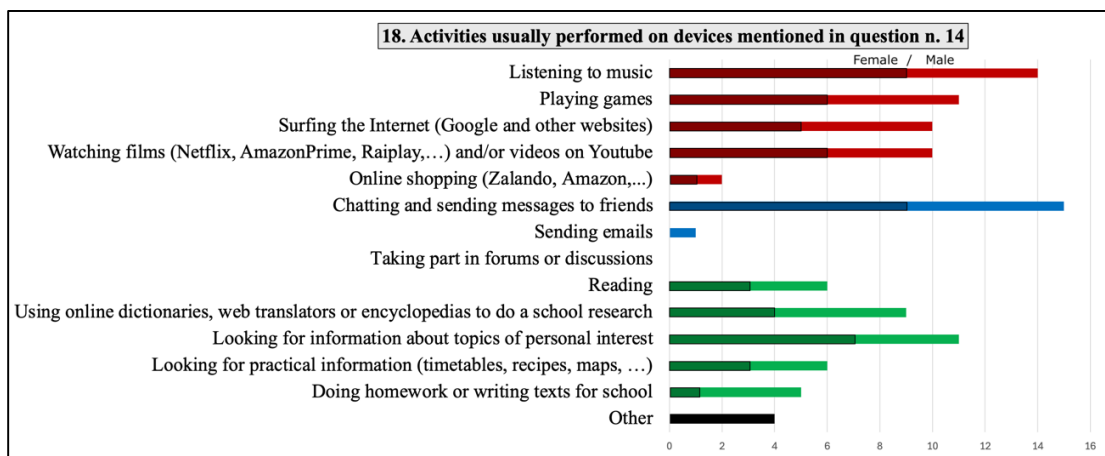 18. Activities usually performed on devices mentioned in question n. 14
Female / Male
Listening to music
Playing games
Surfing the Internet (Google and other websites)
Watching films (Netflix, AmazonPrime, Raiplay,…) and/or videos on Youtube
Online shopping (Zalando, Amazon,...)
Chatting and sending messages to friends
Sending emails
Taking part in forums or discussions
Reading
Using online dictionaries, web translators or encyclopedias to do a school research
Looking for information about topics of personal interest
Looking for practical information (timetables, recipes, maps, …)
Doing homework or writing texts for school
Other
0 2 4 6 8 10 12 14 16